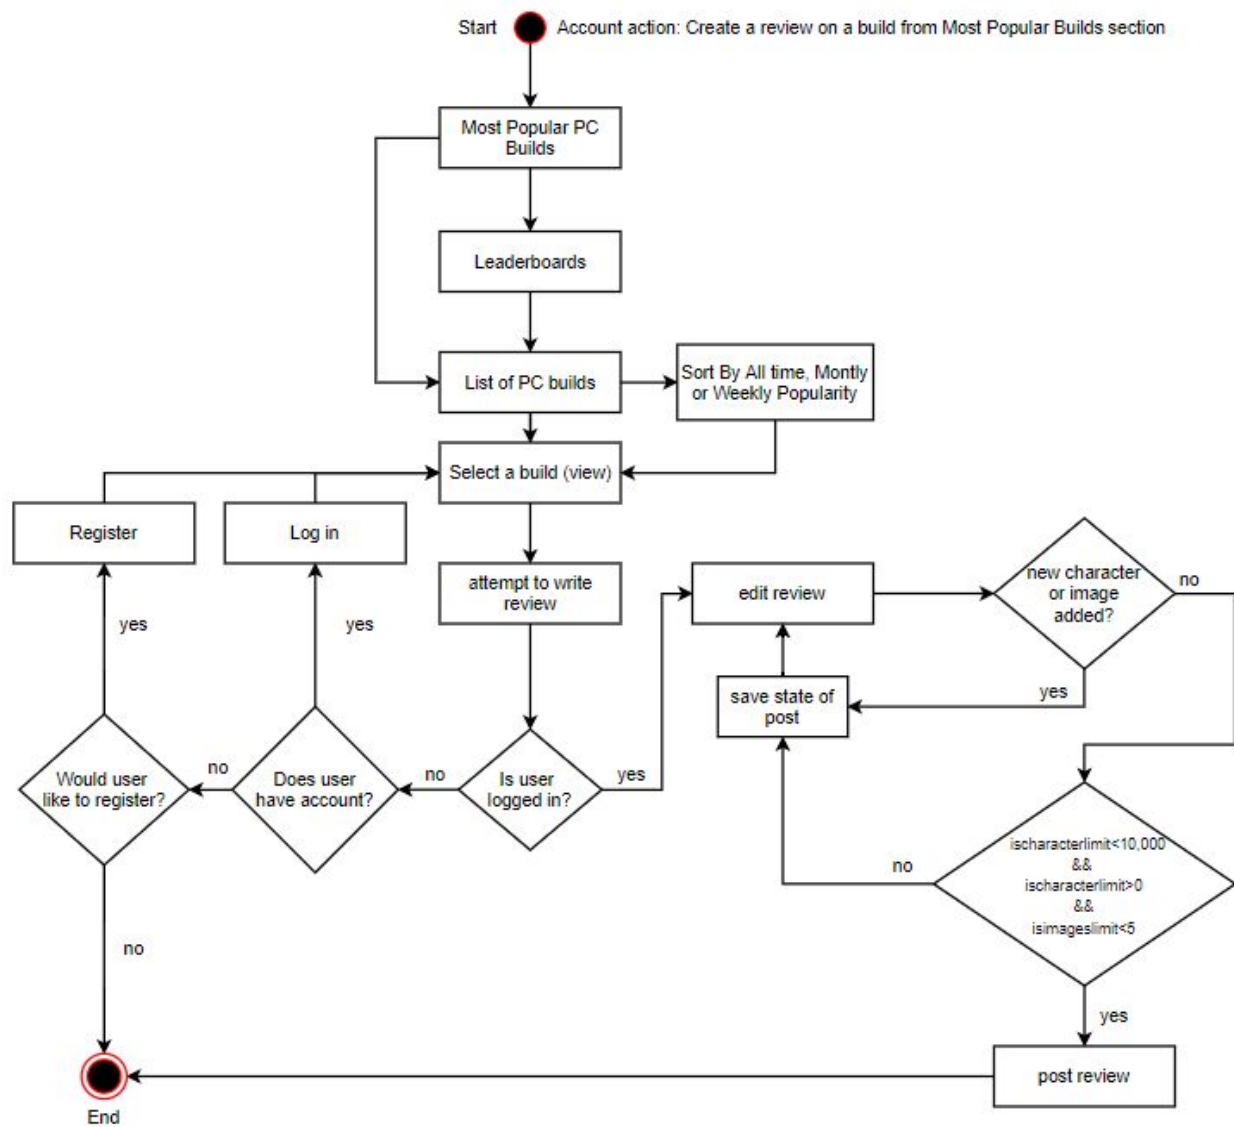 Start
Account action: Create a review on a build from Most Popular Builds section
Most Popular PC
Builds
Leaderboards
List of PC builds
Sort By All time, Montly
or Weekly Popularity
Select a build (view)
Register
Log in
attempt to write
review
edit review
new character
or image
added?
no
yes
yes
yes
save state of
post
Would user
like to register?
no
Does user
have account?
no
Is user
logged in?
yes
ischaracterlimit<10,000
&&
ischaracterlimit>0
&&
isimageslimit<5
no
no
yes
post review
End